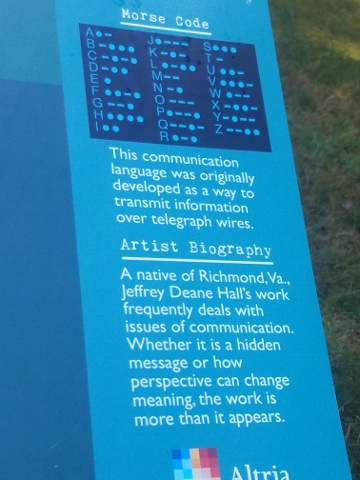 Morse Code
A ●–
B –●●●
C –●–●
D –●●
E ●
F ●●–●
G ––●
H ●●●●
I ●●
J ●–––
K –●–
L ●–●●
M ––
N –●
O –––
P ●––●
Q ––●–
R ●–●
S ●●●
T –
U ●●–
V ●●●–
W ●––
X –●●–
Y –●––
Z ––●●
This communication
language was originally
developed as a way to
transmit information
over telegraph wires.
Artist Biography
A native of Richmond, Va.,
Jeffrey Deane Hall's work
frequently deals with
issues of communication.
Whether it is a hidden
message or how
perspective can change
meaning, the work is
more than it appears.
Altria